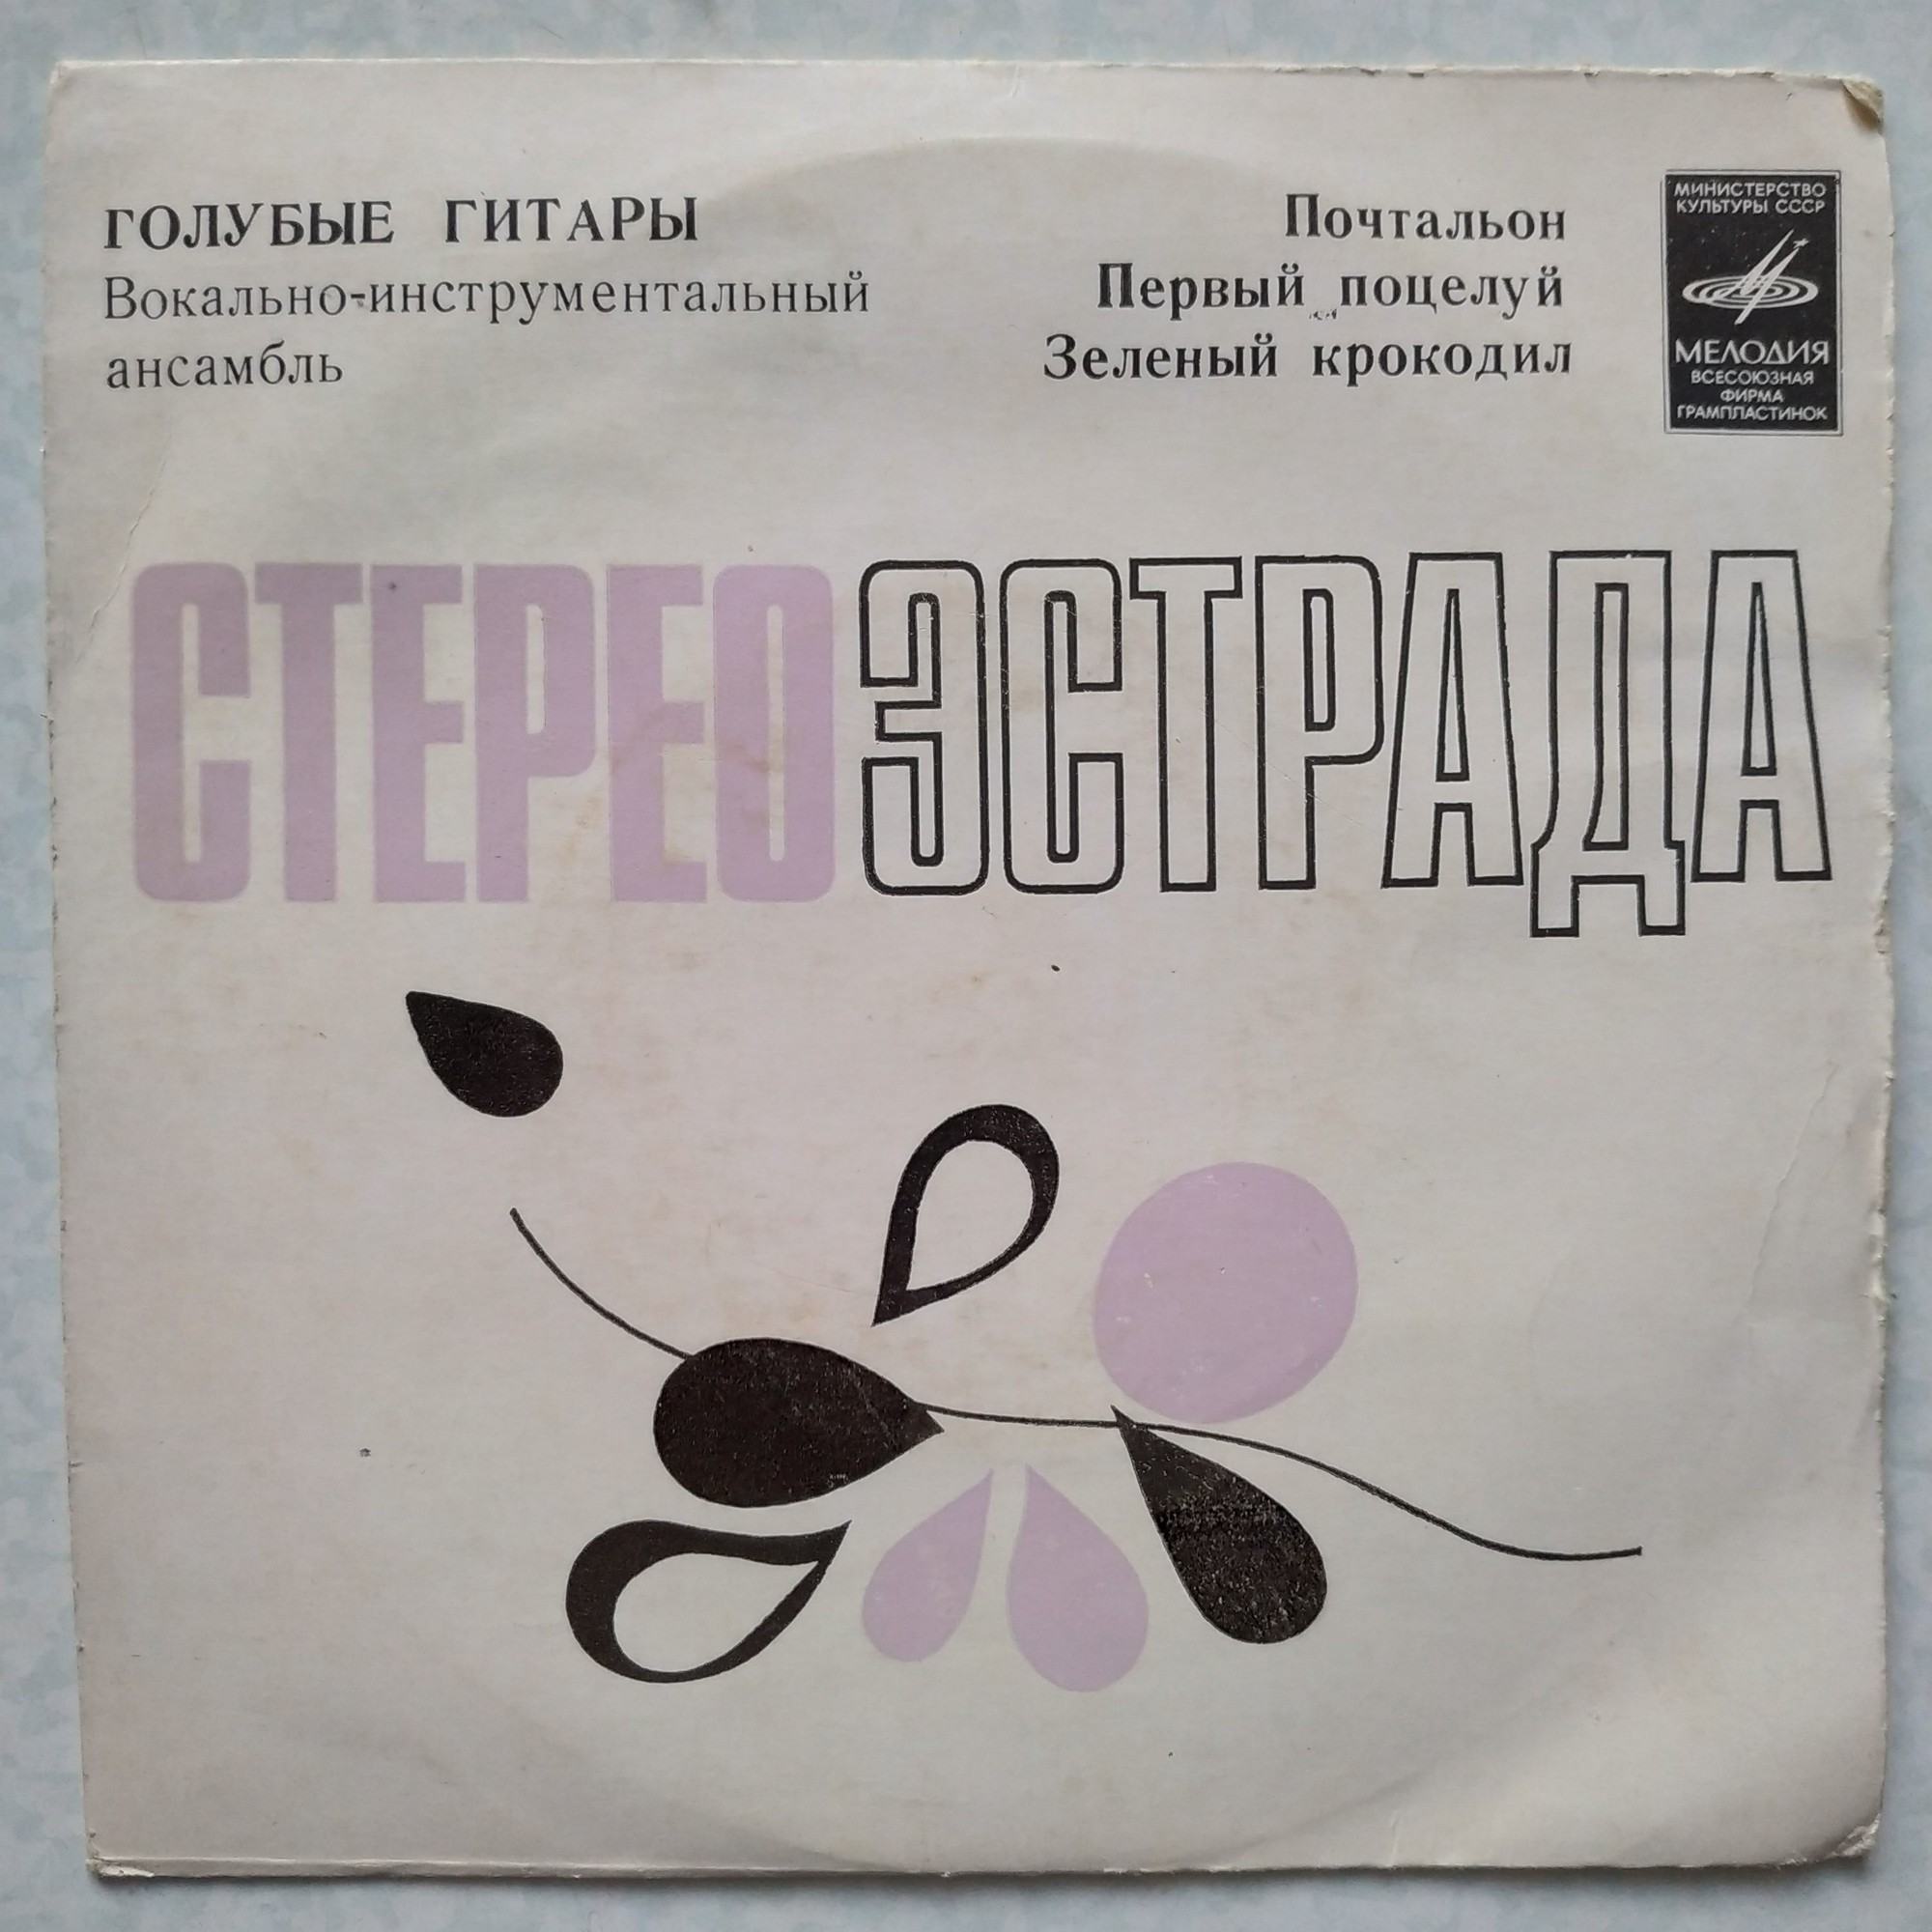 ГОЛУБЫЕ ГИТАРЫ
Вокально-инструментальный
ансамбль
Почтальон
Первый поцелуй
Зеленый крокодил
МИНИСТЕРСТВО
КУЛЬТУРЫ СССР
МЕЛОДИЯ
ВСЕСОЮЗНАЯ
ФИРМА
ГРАМПЛАСТИНОК
СТЕРЕОЭСТРАДА